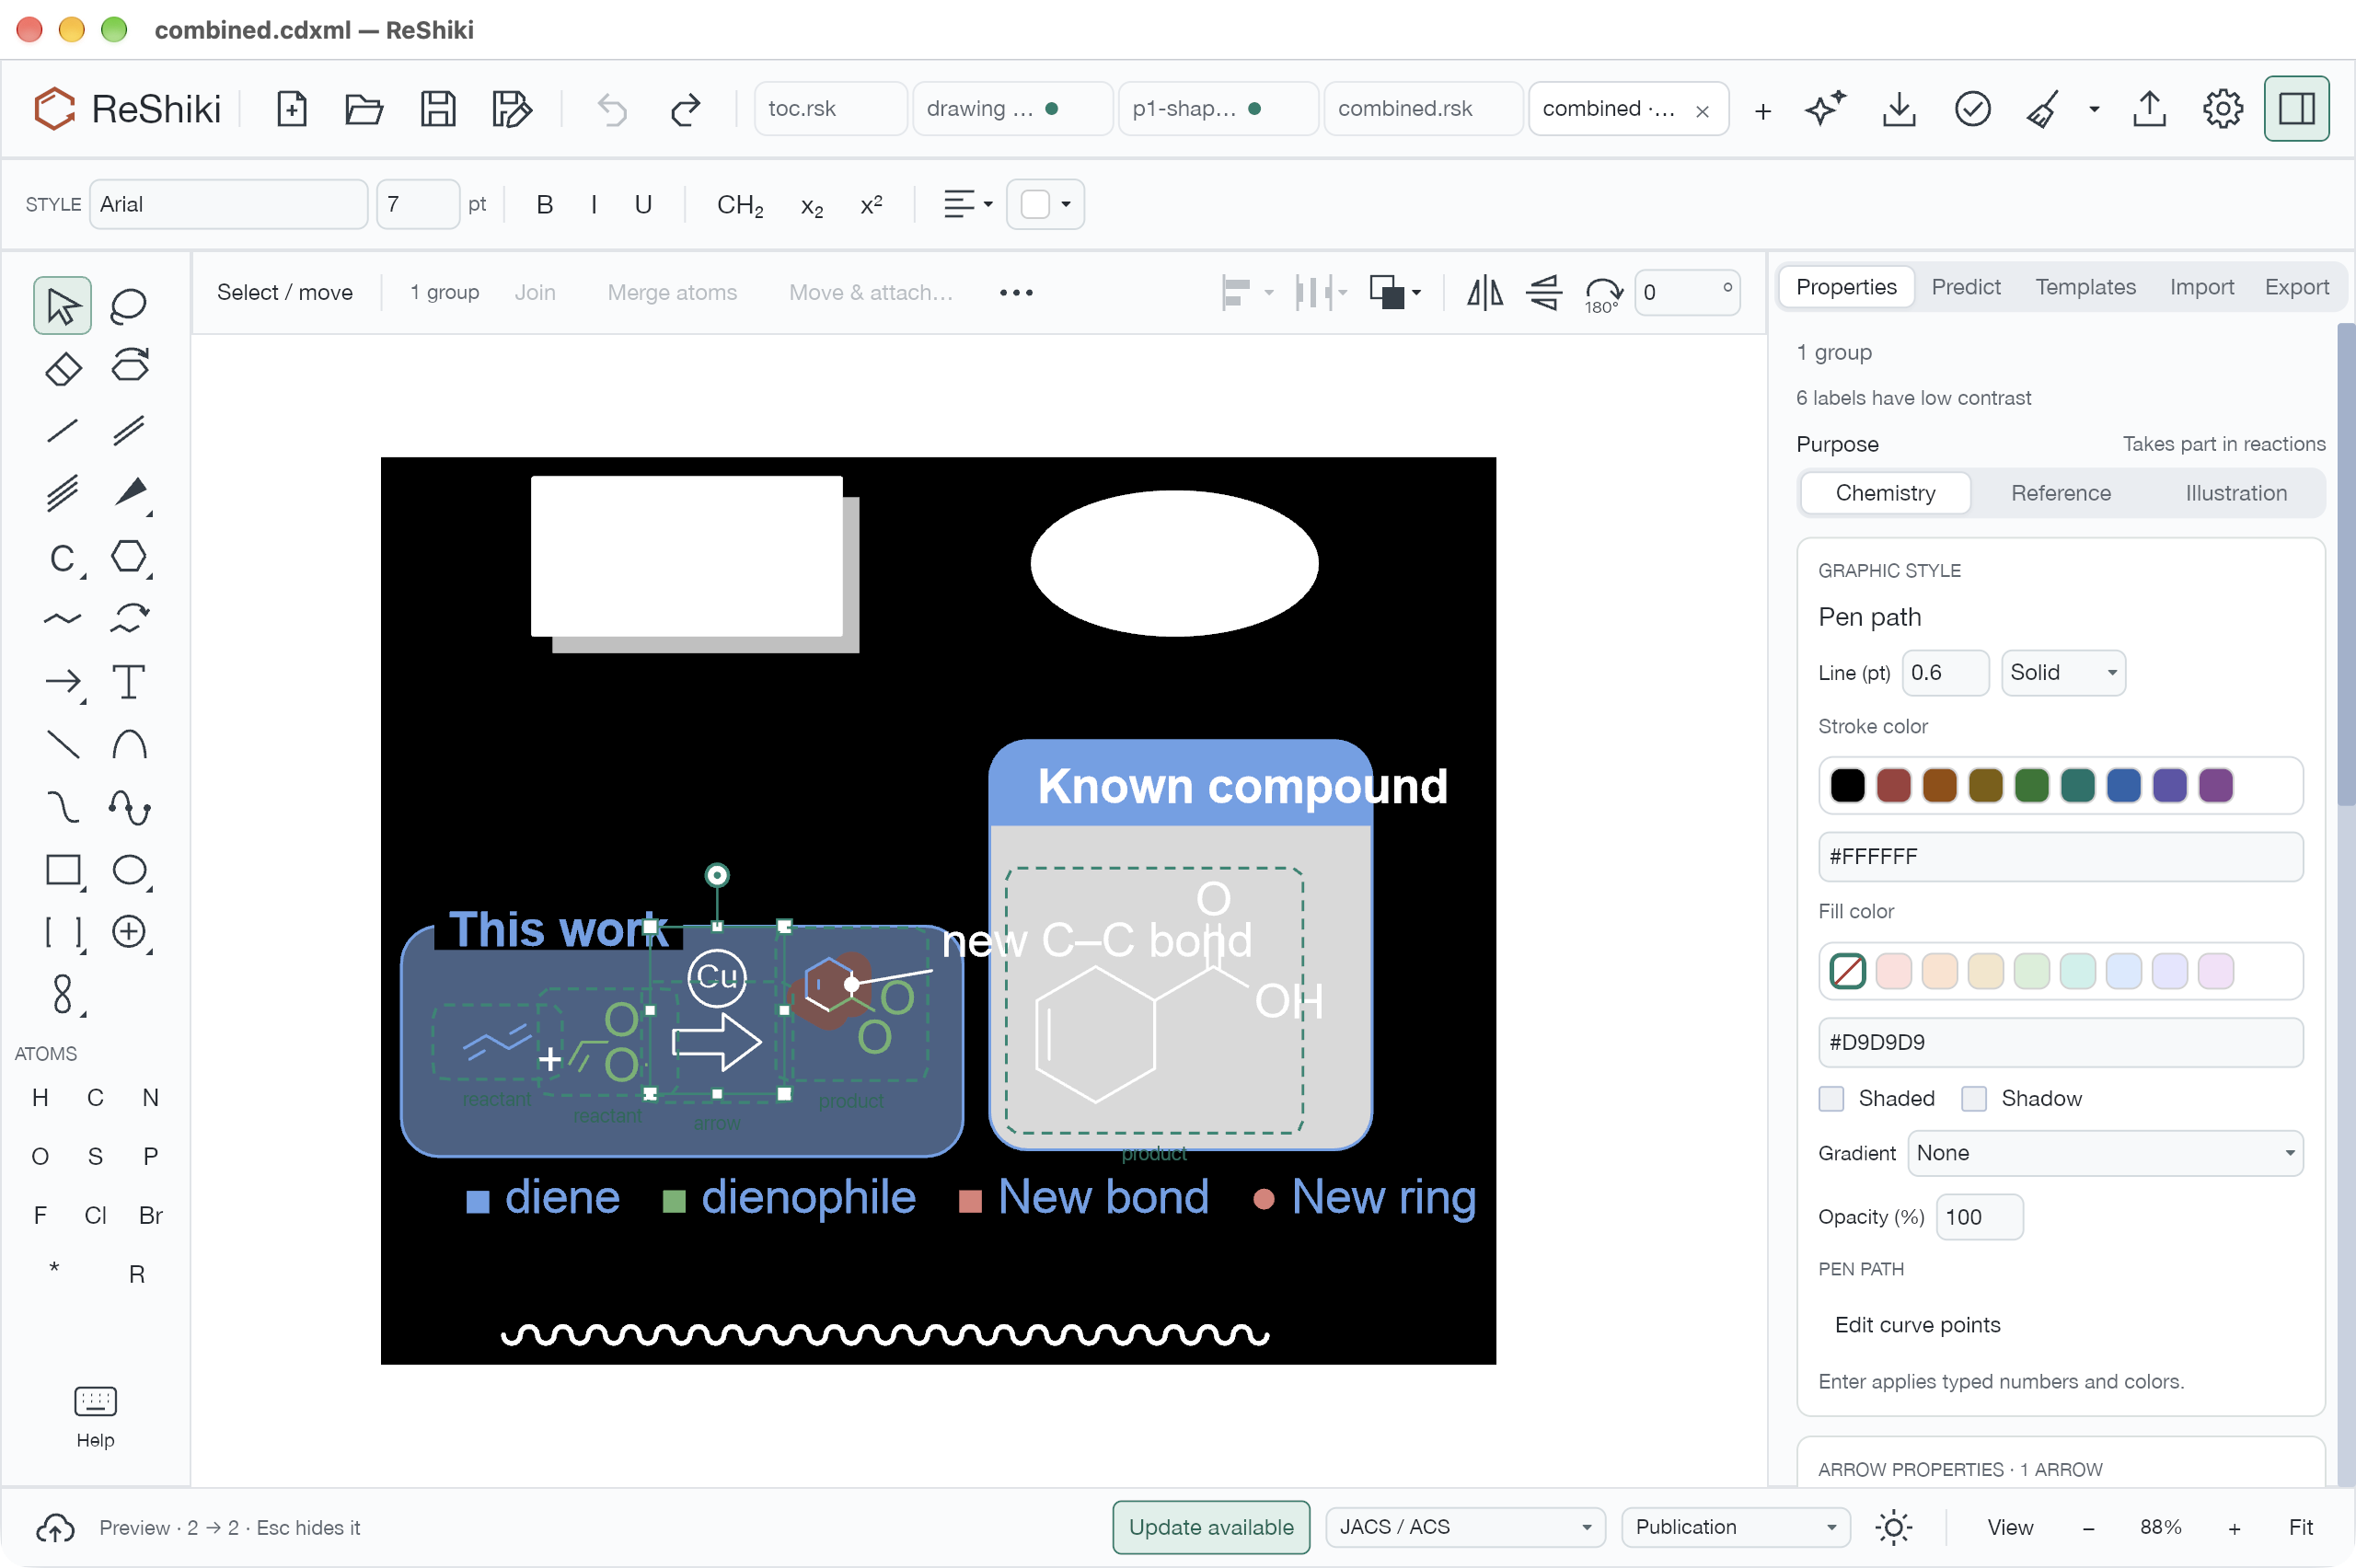 combined.cdxml — ReShiki
ReShiki
toc.rsk
drawing ...
p1-shap...
combined.rsk
combined ·...
STYLE
Arial
7
pt
B
I
U
CH₂
x₂
x²
Select / move
1 group
Join
Merge atoms
Move & attach...
180°
0
°
Properties
Predict
Templates
Import
Export
1 group
6 labels have low contrast
Purpose
Takes part in reactions
Chemistry
Reference
Illustration
GRAPHIC STYLE
Pen path
Line (pt)
0.6
Solid
Stroke color
#FFFFFF
Fill color
#D9D9D9
Shaded
Shadow
Gradient
None
Opacity (%)
100
PEN PATH
Edit curve points
Enter applies typed numbers and colors.
ARROW PROPERTIES · 1 ARROW
C
T
[ ]
ATOMS
H C N
O S P
F Cl Br
* R
Help
Known compound
This work
new C–C bond
O
OH
Cu
O
O
O
O
+
reactant
reactant
arrow
product
product
diene
dienophile
New bond
New ring
Preview · 2 → 2 · Esc hides it
Update available
JACS / ACS
Publication
View
–
88%
+
Fit